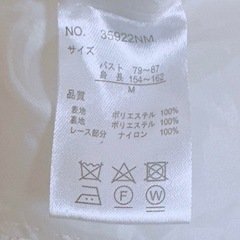 NO. 35922NM
サイズ
バスト 79~87
身長 154~162
M
品質
表地 ポリエステル 100%
裏地 ポリエステル 100%
レース部分 ナイロン 100%
F W